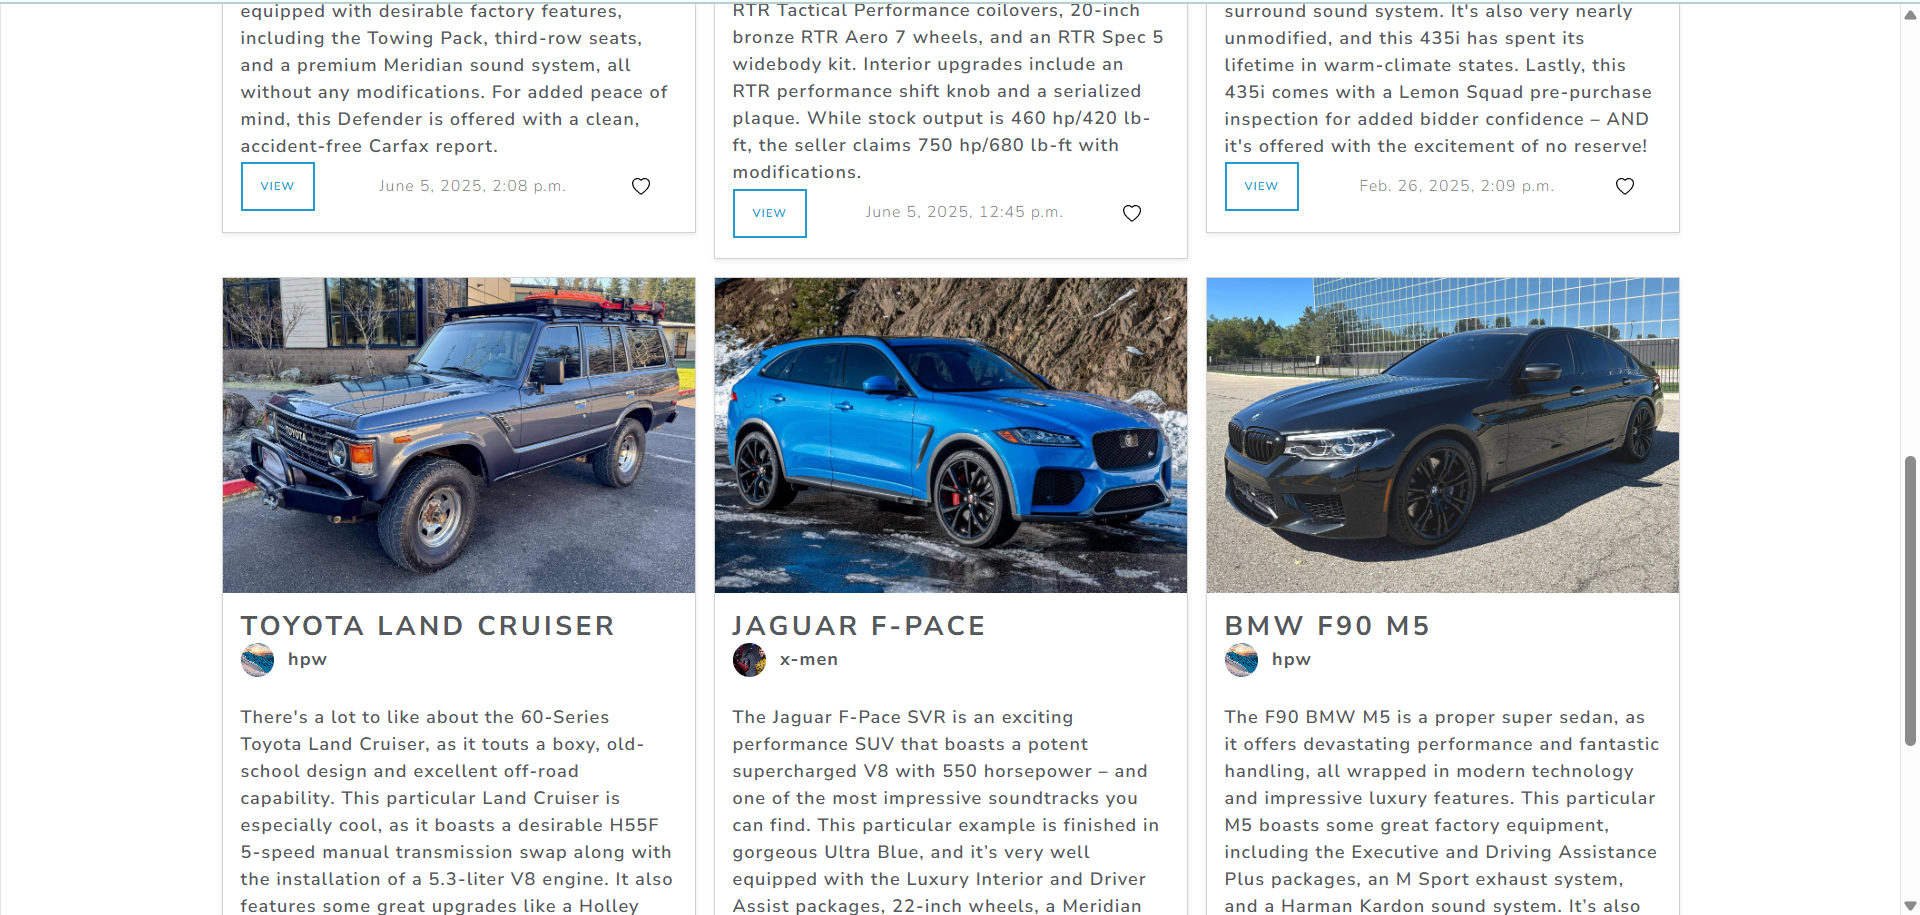 equipped with desirable factory features,
including the Towing Pack, third-row seats,
and a premium Meridian sound system, all
without any modifications. For added peace of
mind, this Defender is offered with a clean,
accident-free Carfax report.
VIEW
June 5, 2025, 2:08 p.m.
RTR Tactical Performance coilovers, 20-inch
bronze RTR Aero 7 wheels, and an RTR Spec 5
widebody kit. Interior upgrades include an
RTR performance shift knob and a serialized
plaque. While stock output is 460 hp/420 lb-
ft, the seller claims 750 hp/680 lb-ft with
modifications.
VIEW
June 5, 2025, 12:45 p.m.
surround sound system. It's also very nearly
unmodified, and this 435i has spent its
lifetime in warm-climate states. Lastly, this
435i comes with a Lemon Squad pre-purchase
inspection for added bidder confidence – AND
it's offered with the excitement of no reserve!
VIEW
Feb. 26, 2025, 2:09 p.m.
TOYOTA
TOYOTA LAND CRUISER
hpw
There's a lot to like about the 60-Series
Toyota Land Cruiser, as it touts a boxy, old-
school design and excellent off-road
capability. This particular Land Cruiser is
especially cool, as it boasts a desirable H55F
5-speed manual transmission swap along with
the installation of a 5.3-liter V8 engine. It also
features some great upgrades like a Holley
JAGUAR F-PACE
x-men
The Jaguar F-Pace SVR is an exciting
performance SUV that boasts a potent
supercharged V8 with 550 horsepower – and
one of the most impressive soundtracks you
can find. This particular example is finished in
gorgeous Ultra Blue, and it’s very well
equipped with the Luxury Interior and Driver
Assist packages, 22-inch wheels, a Meridian
BMW F90 M5
hpw
The F90 BMW M5 is a proper super sedan, as
it offers devastating performance and fantastic
handling, all wrapped in modern technology
and impressive luxury features. This particular
M5 boasts some great factory equipment,
including the Executive and Driving Assistance
Plus packages, an M Sport exhaust system,
and a Harman Kardon sound system. It’s also